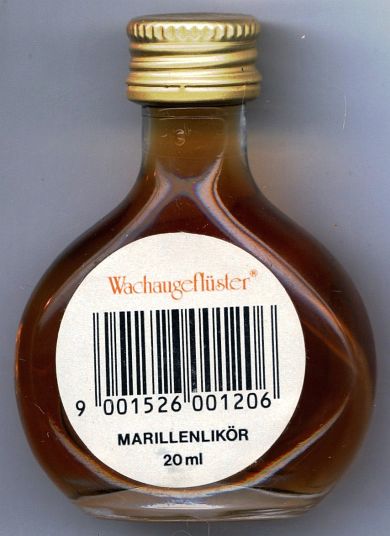 Wachaugeflüster®
9 001526 001206
MARILLENLIKÖR
20 ml